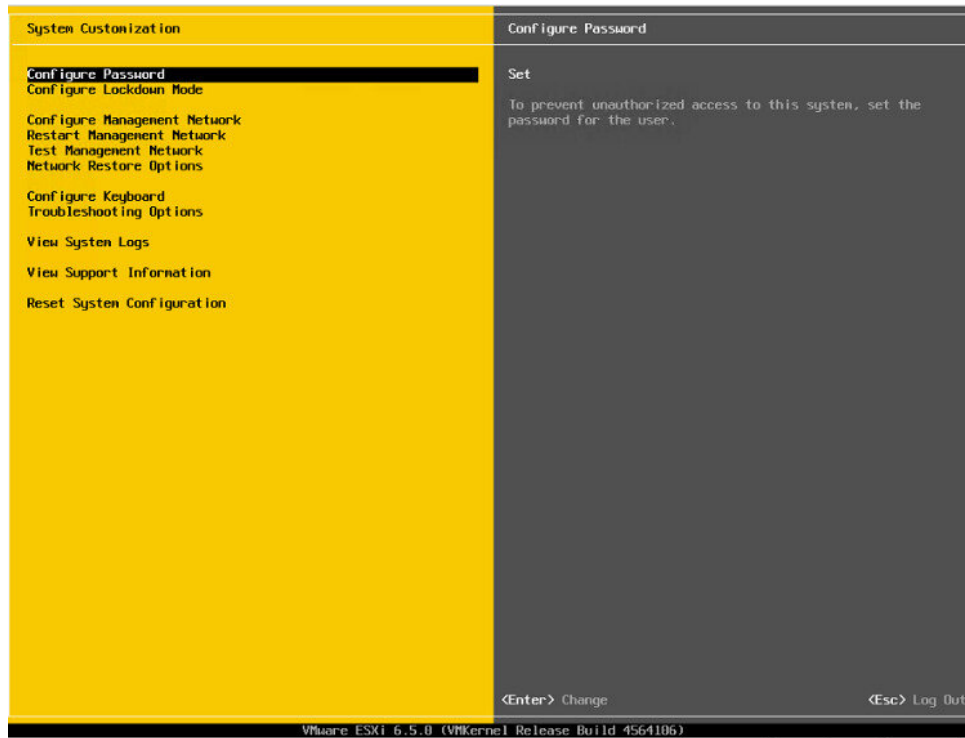 System Customization
Configure Password
Configure Lockdown Mode
Configure Management Network
Restart Management Network
Test Management Network
Network Restore Options
Configure Keyboard
Troubleshooting Options
View System Logs
View Support Information
Reset System Configuration
Configure Password
Set
To prevent unauthorized access to this system, set the
password for the user.
<Enter> Change
<Esc> Log Out
VMware ESXi 6.5.0 (VMKernel Release Build 4564106)